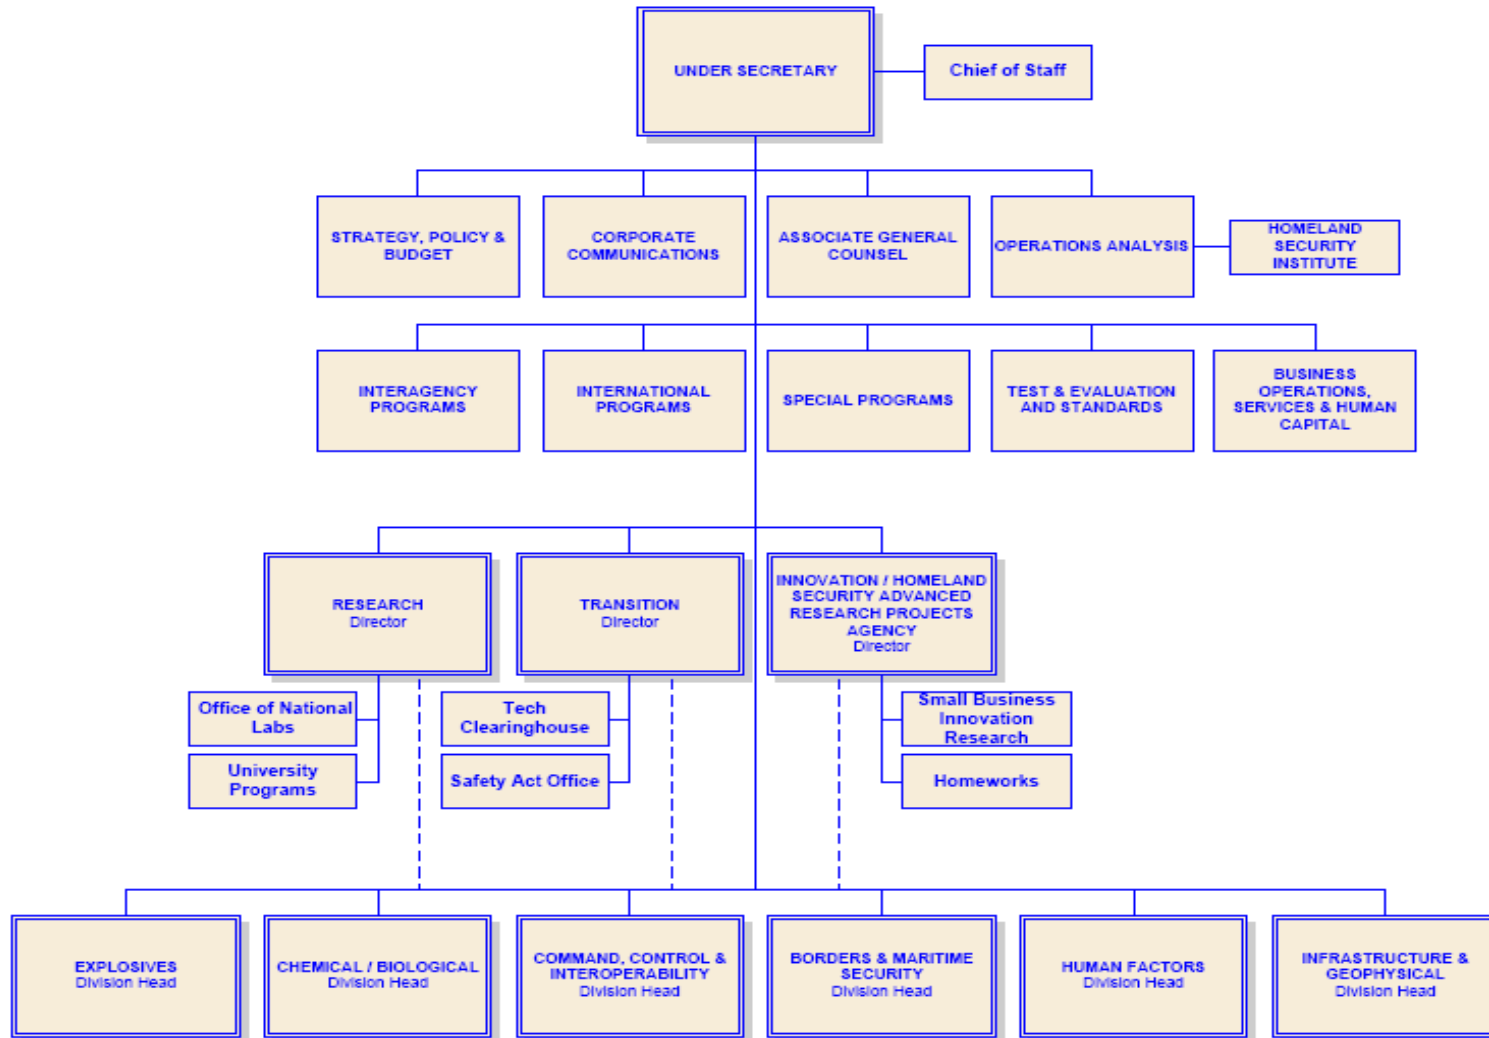 UNDER SECRETARY
Chief of Staff
STRATEGY, POLICY &
BUDGET
CORPORATE
COMMUNICATIONS
ASSOCIATE GENERAL
COUNSEL
OPERATIONS ANALYSIS
HOMELAND
SECURITY
INSTITUTE
INTERAGENCY
PROGRAMS
INTERNATIONAL
PROGRAMS
SPECIAL PROGRAMS
TEST & EVALUATION
AND STANDARDS
BUSINESS
OPERATIONS,
SERVICES & HUMAN
CAPITAL
RESEARCH
Director
TRANSITION
Director
INNOVATION / HOMELAND
SECURITY ADVANCED
RESEARCH PROJECTS
AGENCY
Director
Office of National
Labs
University
Programs
Tech
Clearinghouse
Safety Act Office
Small Business
Innovation
Research
Homeworks
EXPLOSIVES
Division Head
CHEMICAL / BIOLOGICAL
Division Head
COMMAND, CONTROL &
INTEROPERABILITY
Division Head
BORDERS & MARITIME
SECURITY
Division Head
HUMAN FACTORS
Division Head
INFRASTRUCTURE &
GEOPHYSICAL
Division Head